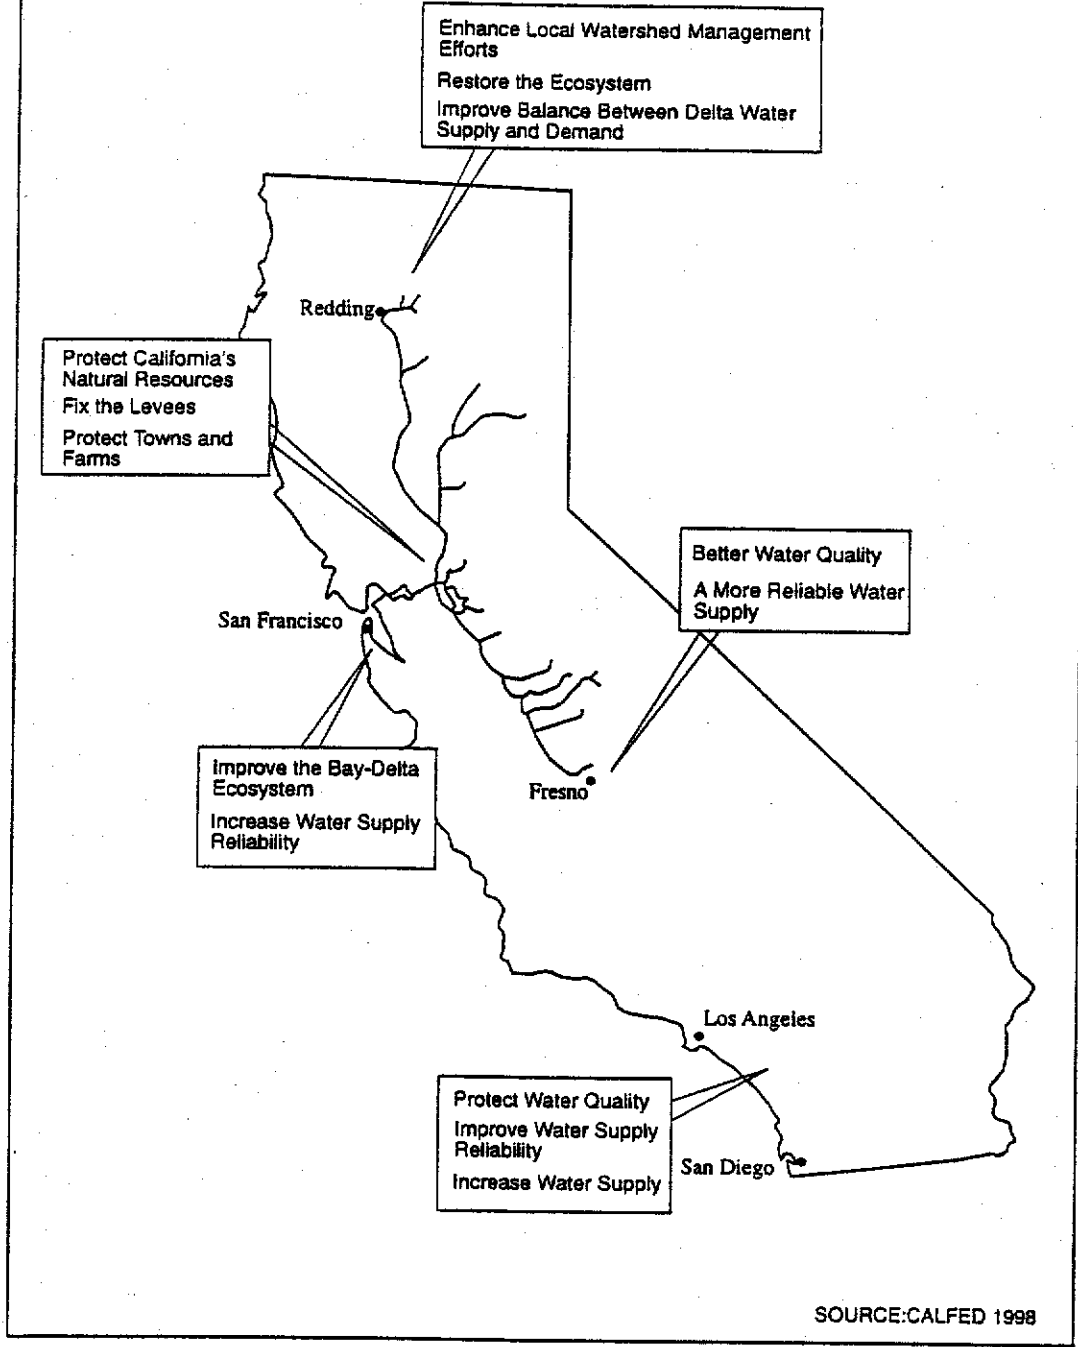 Enhance Local Watershed Management
Efforts
Restore the Ecosystem
Improve Balance Between Delta Water
Supply and Demand
Redding
Protect California's
Natural Resources
Fix the Levees
Protect Towns and
Farms
Better Water Quality
A More Reliable Water
Supply
San Francisco
Improve the Bay-Delta
Ecosystem
Increase Water Supply
Reliability
Fresno
Los Angeles
Protect Water Quality
Improve Water Supply
Reliability
Increase Water Supply
San Diego
SOURCE:CALFED 1998